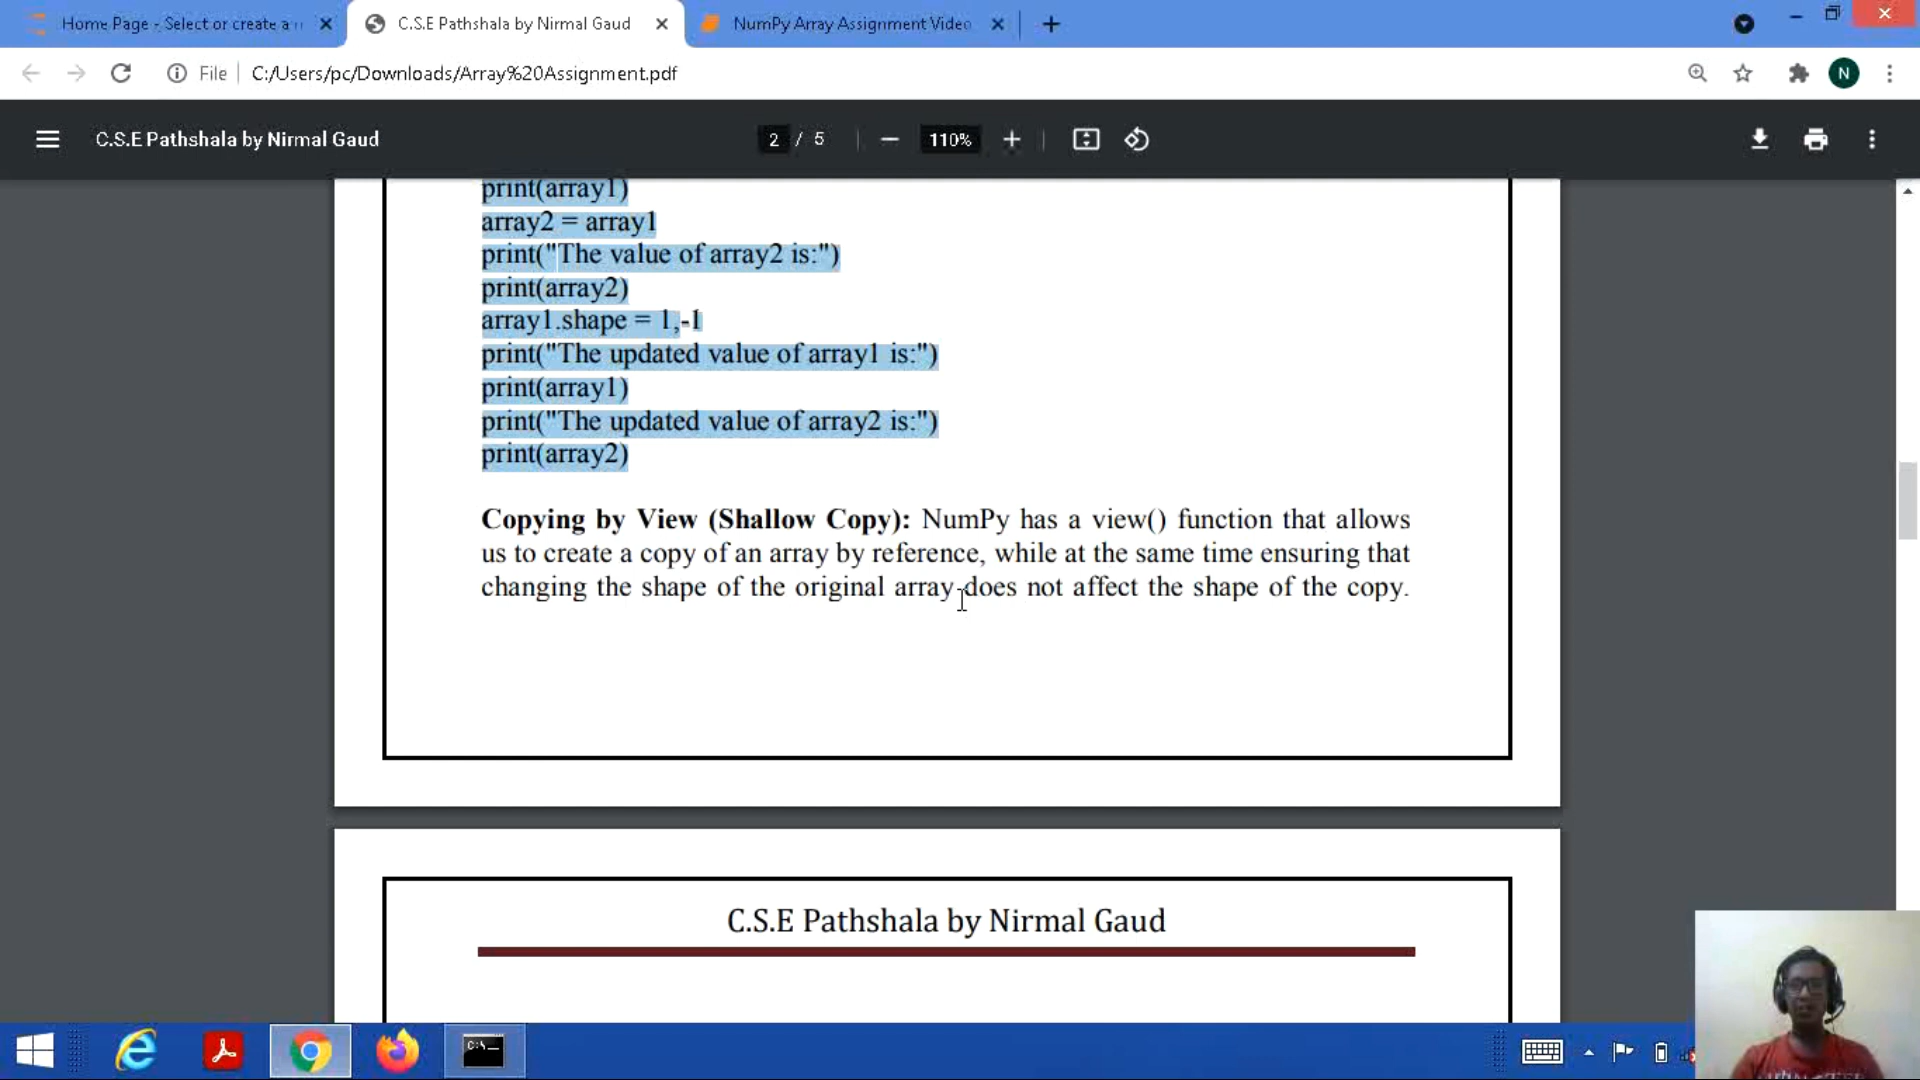 Home Page - Select or create a n
C.S.E Pathshala by Nirmal Gaud
NumPy Array Assignment Video
File
C:/Users/pc/Downloads/Array%20Assignment.pdf
N
C.S.E Pathshala by Nirmal Gaud
2 / 5
110%
print(array1)
array2 = array1
print("The value of array2 is:")
print(array2)
array1.shape = 1,-1
print("The updated value of array1 is:")
print(array1)
print("The updated value of array2 is:")
print(array2)
Copying by View (Shallow Copy): NumPy has a view() function that allows
us to create a copy of an array by reference, while at the same time ensuring that
changing the shape of the original array does not affect the shape of the copy.
C.S.E Pathshala by Nirmal Gaud
C:\_